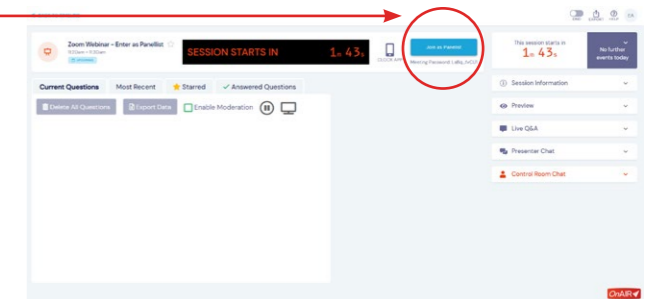 Zoom Webinar - Enter as Panellist
SESSION STARTS IN 1m 43s
Join as Panelist
This session starts in
1m 43s
No further
events today
Current Questions Most Recent Starred Answered Questions
Delete All Questions Export Data Enable Moderation
Session Information
Preview
Live Q&A
Presenter Chat
Control Room Chat
OnAIR